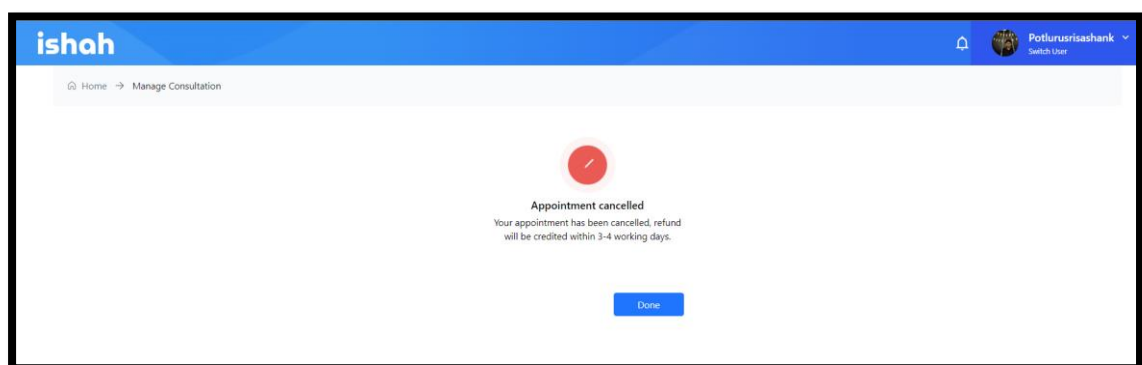 ishah
Potlurusrisashank
Switch User
Home → Manage Consultation
Appointment cancelled
Your appointment has been cancelled, refund
will be credited within 3-4 working days.
Done